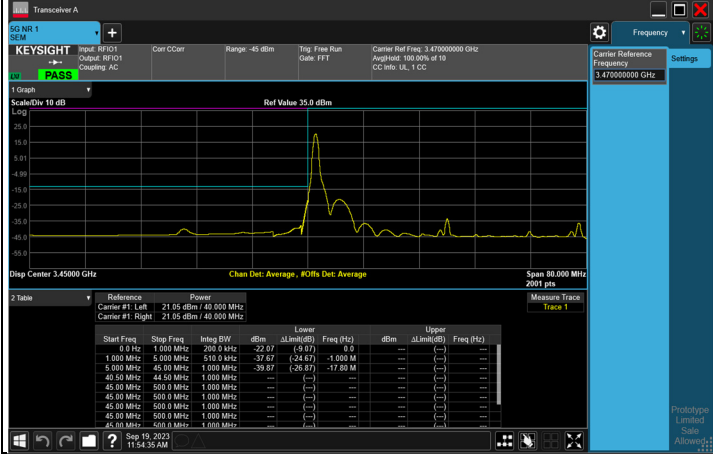 Transceiver A
5G NR 1
SEM
Frequency
KEYSIGHT
Input: RFIO1
Output: RFIO1
Coupling: AC
Corr CCorr
Range: -45 dBm
Trig: Free Run
Gate: FFT
Carrier Ref Freq: 3.470000000 GHz
Avg|Hold: 100.00% of 10
CC Info: UL, 1 CC
PASS
Carrier Reference Frequency
3.470000000 GHz
Settings
1 Graph
Scale/Div 10 dB
Ref Value 35.0 dBm
Log
25.0
15.0
5.01
-4.99
-15.0
-25.0
-35.0
-45.0
-55.0
Disp Center 3.45000 GHz
Chan Det: Average , #Offs Det: Average
Span 80.000 MHz
2001 pts
2 Table
Reference Power
Carrier #1: Left 21.05 dBm / 40.000 MHz
Carrier #1: Right 21.05 dBm / 40.000 MHz
Measure Trace
Trace 1
Lower Upper
Start Freq Stop Freq Integ BW dBm ΔLimit(dB) Freq (Hz) dBm ΔLimit(dB) Freq (Hz)
0.0 Hz 1.000 MHz 200.0 kHz -22.07 (-9.07) 0.0 --- (---) ---
1.000 MHz 5.000 MHz 510.0 kHz -37.67 (-24.67) -1.000 M --- (---) ---
5.000 MHz 45.00 MHz 1.000 MHz -39.87 (-26.87) -17.80 M --- (---) ---
40.50 MHz 44.50 MHz 1.000 MHz --- (---) --- --- (---) ---
45.00 MHz 500.0 MHz 1.000 MHz --- (---) --- --- (---) ---
45.00 MHz 500.0 MHz 1.000 MHz --- (---) --- --- (---) ---
45.00 MHz 500.0 MHz 1.000 MHz --- (---) --- --- (---) ---
45.00 MHz 500.0 MHz 1.000 MHz --- (---) --- --- (---) ---
45.00 MHz 500.0 MHz 1.000 MHz --- (---) --- --- (---) ---
Prototype
Limited
Sale
Allowed
Sep 19, 2023
11:54:35 AM